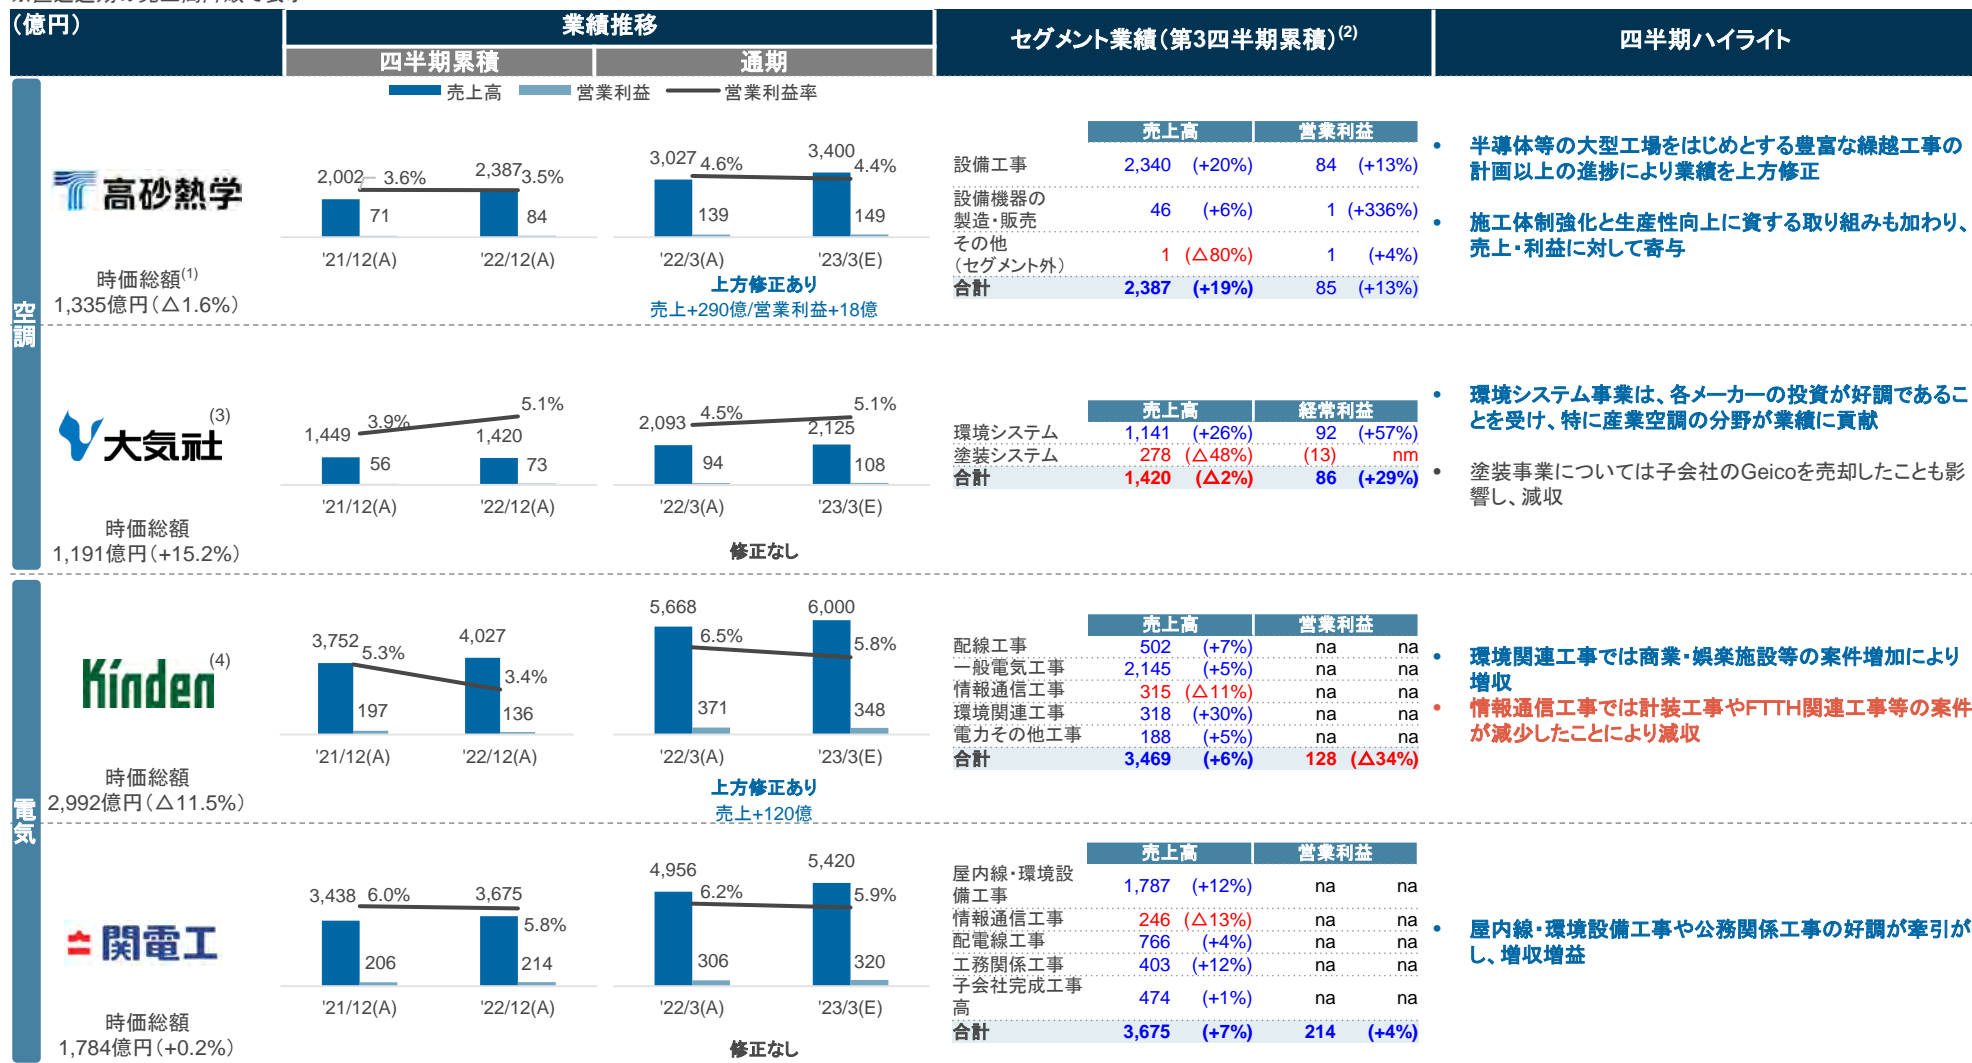 (億円)
業績推移
セグメント業績(第3四半期累積)(2)
四半期ハイライト
四半期累積
通期
売上高 営業利益 営業利益率
空調
高砂熱学
時価総額(1)
1,335億円(△1.6%)
2,002 3.6% 2,387 3.5%
71 84
'21/12(A) '22/12(A)
3,027 4.6% 3,400 4.4%
139 149
'22/3(A) '23/3(E)
上方修正あり
売上+290億/営業利益+18億
売上高 営業利益
設備工事 2,340 (+20%) 84 (+13%)
設備機器の
製造・販売 46 (+6%) 1 (+336%)
その他
(セグメント外) 1 (△80%) 1 (+4%)
合計 2,387 (+19%) 85 (+13%)
• 半導体等の大型工場をはじめとする豊富な繰越工事の
計画以上の進捗により業績を上方修正
• 施工体制強化と生産性向上に資する取り組みも加わり、
売上・利益に対して寄与
大気社 (3)
時価総額
1,191億円(+15.2%)
1,449 3.9% 1,420 5.1%
56 73
'21/12(A) '22/12(A)
2,093 4.5% 2,125 5.1%
94 108
'22/3(A) '23/3(E)
修正なし
売上高 経常利益
環境システム 1,141 (+26%) 92 (+57%)
塗装システム 278 (△48%) (13) nm
合計 1,420 (△2%) 86 (+29%)
• 環境システム事業は、各メーカーの投資が好調であるこ
とを受け、特に産業空調の分野が業績に貢献
• 塗装事業については子会社のGeicoを売却したことも影
響し、減収
電気
Kinden (4)
時価総額
2,992億円(△11.5%)
3,752 5.3% 4,027 3.4%
197 136
'21/12(A) '22/12(A)
5,668 6.5% 6,000 5.8%
371 348
'22/3(A) '23/3(E)
上方修正あり
売上+120億
売上高 営業利益
配線工事 502 (+7%) na na
一般電気工事 2,145 (+5%) na na
情報通信工事 315 (△11%) na na
環境関連工事 318 (+30%) na na
電力その他工事 188 (+5%) na na
合計 3,469 (+6%) 128 (△34%)
• 環境関連工事では商業・娯楽施設等の案件増加により
増収
• 情報通信工事では計装工事やFTTH関連工事等の案件
が減少したことにより減収
関電工
時価総額
1,784億円(+0.2%)
3,438 6.0% 3,675 5.8%
206 214
'21/12(A) '22/12(A)
4,956 6.2% 5,420 5.9%
306 320
'22/3(A) '23/3(E)
修正なし
売上高 営業利益
屋内線・環境設
備工事 1,787 (+12%) na na
情報通信工事 246 (△13%) na na
配電線工事 766 (+4%) na na
工務関係工事 403 (+12%) na na
子会社完成工事
高 474 (+1%) na na
合計 3,675 (+7%) 214 (+4%)
• 屋内線・環境設備工事や公務関係工事の好調が牽引が
し、増収増益